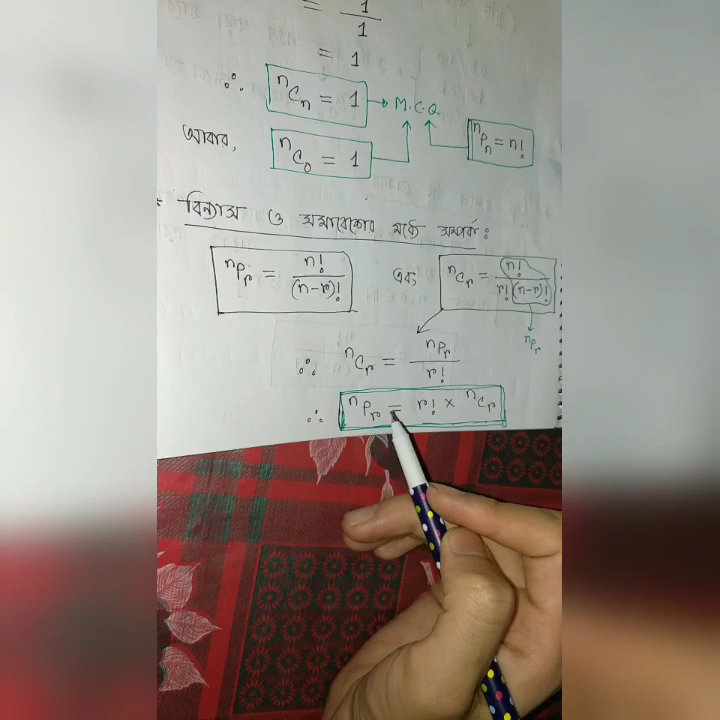 = 1/1
= 1
∴ ⁿCₙ = 1 → M.C.Q
আবার, ⁿC₀ = 1
ⁿPₙ = n!
বিন্যাস ও সমাবেশের মধ্যে সম্পর্ক:
ⁿPᵣ = n!/(n-r)! এবং ⁿCᵣ = n!/r!(n-r)!
ⁿPᵣ
∴ ⁿCᵣ = ⁿPᵣ/r!
∴ ⁿPᵣ = r! × ⁿCᵣ